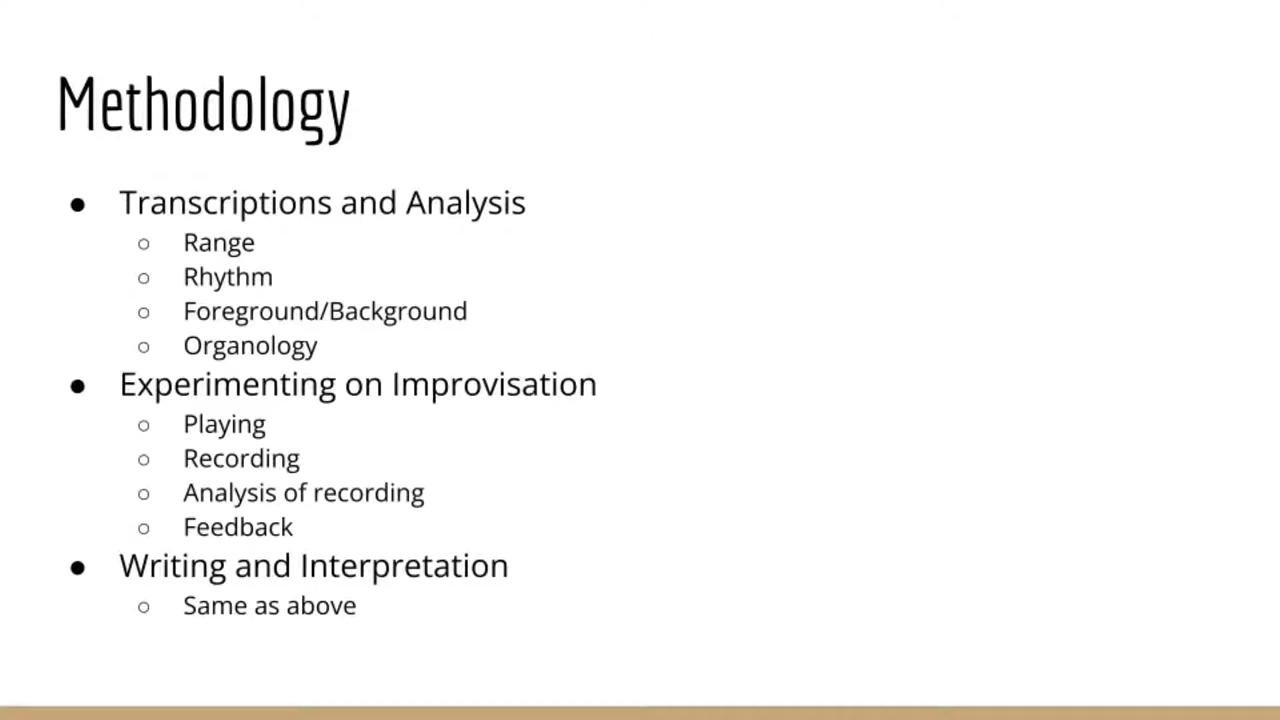 Methodology
● Transcriptions and Analysis
○ Range
○ Rhythm
○ Foreground/Background
○ Organology
● Experimenting on Improvisation
○ Playing
○ Recording
○ Analysis of recording
○ Feedback
● Writing and Interpretation
○ Same as above